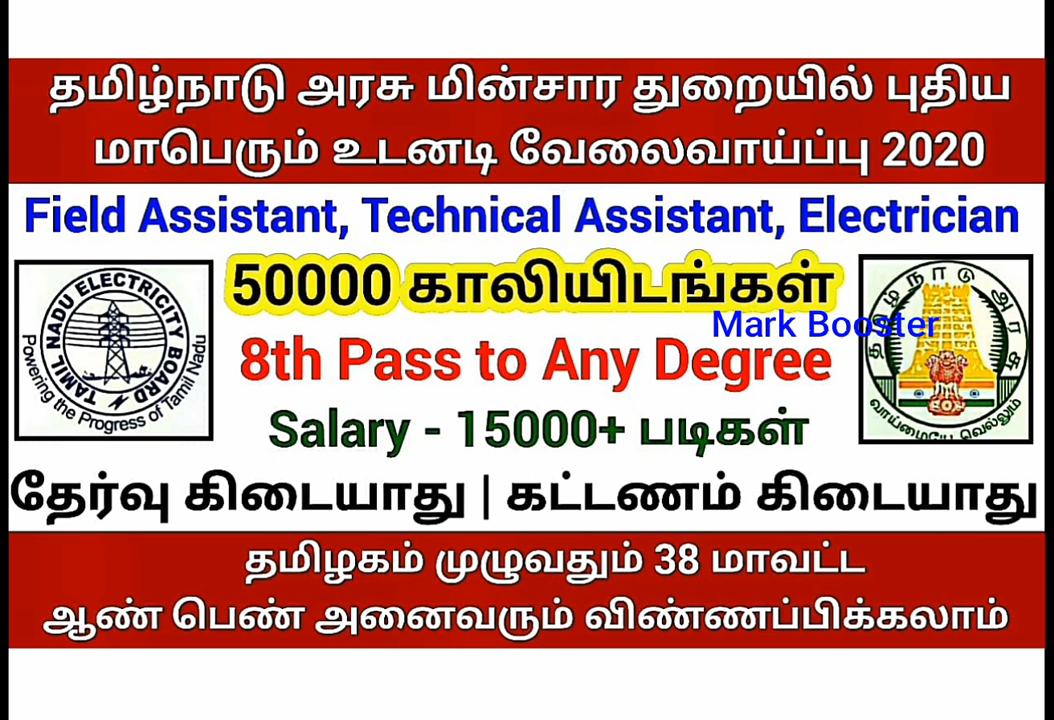 தமிழ்நாடு அரசு மின்சார துறையில் புதிய
மாபெரும் உடனடி வேலைவாய்ப்பு 2020
Field Assistant, Technical Assistant, Electrician
50000 காலியிடங்கள்
Mark Booster
8th Pass to Any Degree
Salary - 15000+ படிகள்
TAMIL NADU ELECTRICITY BOARD
Powering the Progress of Tamil Nadu
தமிழ்நாடு அரசு
வாய்மையே வெல்லும்
தேர்வு கிடையாது | கட்டணம் கிடையாது
தமிழகம் முழுவதும் 38 மாவட்ட
ஆண் பெண் அனைவரும் விண்ணப்பிக்கலாம்